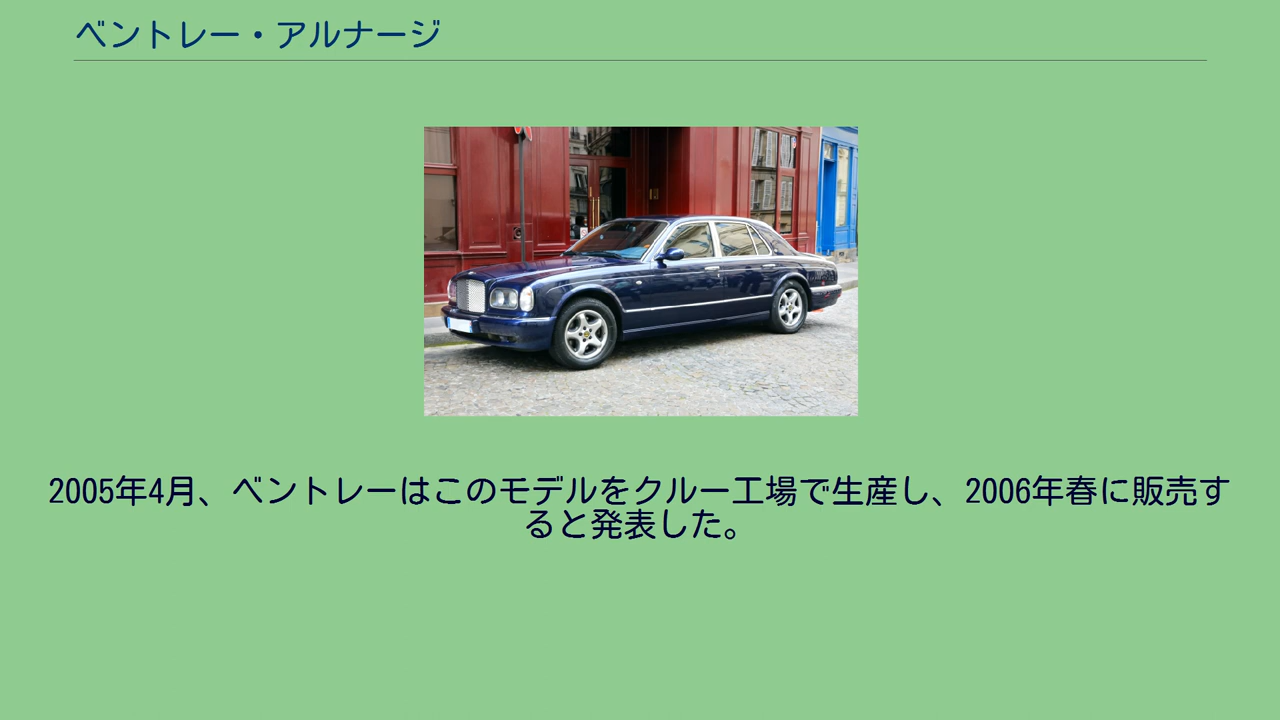 ベントレー・アルナージ
2005年4月、ベントレーはこのモデルをクルー工場で生産し、2006年春に販売す
ると発表した。